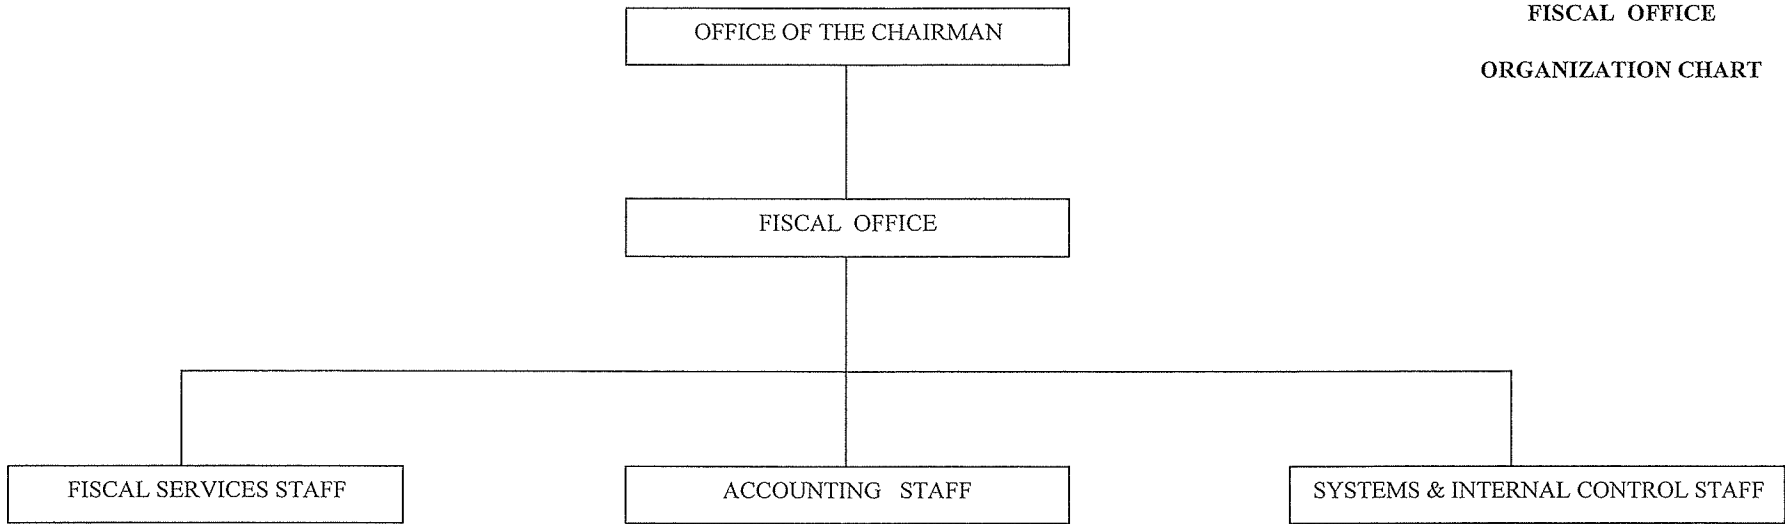 FISCAL OFFICE
ORGANIZATION CHART
OFFICE OF THE CHAIRMAN
FISCAL OFFICE
FISCAL SERVICES STAFF
ACCOUNTING STAFF
SYSTEMS & INTERNAL CONTROL STAFF